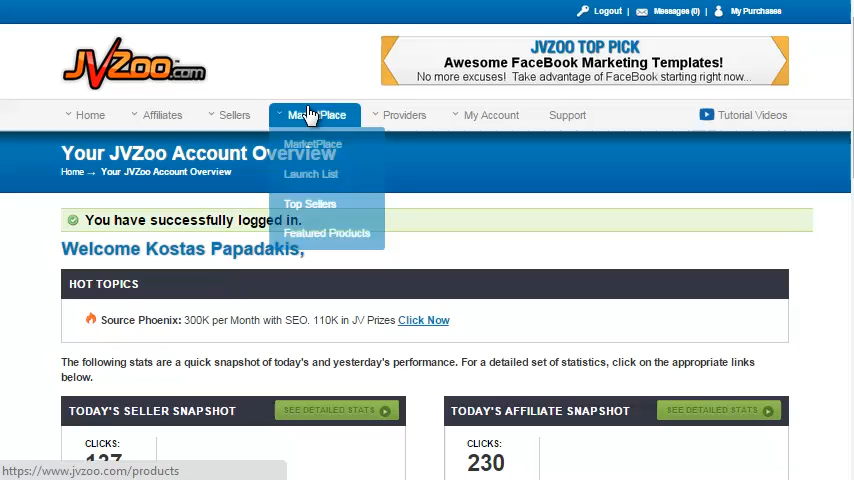 Logout | Messages (0) | My Purchases
JVZoo.com
JVZOO TOP PICK
Awesome FaceBook Marketing Templates!
No more excuses! Take advantage of FaceBook starting right now...
Home Affiliates Sellers MarketPlace Providers My Account Support Tutorial Videos
MarketPlace
Launch List
Top Sellers
Featured Products
Your JVZoo Account Overview
Home → Your JVZoo Account Overview
You have successfully logged in.
Welcome Kostas Papadakis,
HOT TOPICS
Source Phoenix: 300K per Month with SEO. 110K in JV Prizes Click Now
The following stats are a quick snapshot of today's and yesterday's performance. For a detailed set of statistics, click on the appropriate links
below.
TODAY'S SELLER SNAPSHOT SEE DETAILED STATS
TODAY'S AFFILIATE SNAPSHOT SEE DETAILED STATS
CLICKS:
137
CLICKS:
230
https://www.jvzoo.com/products